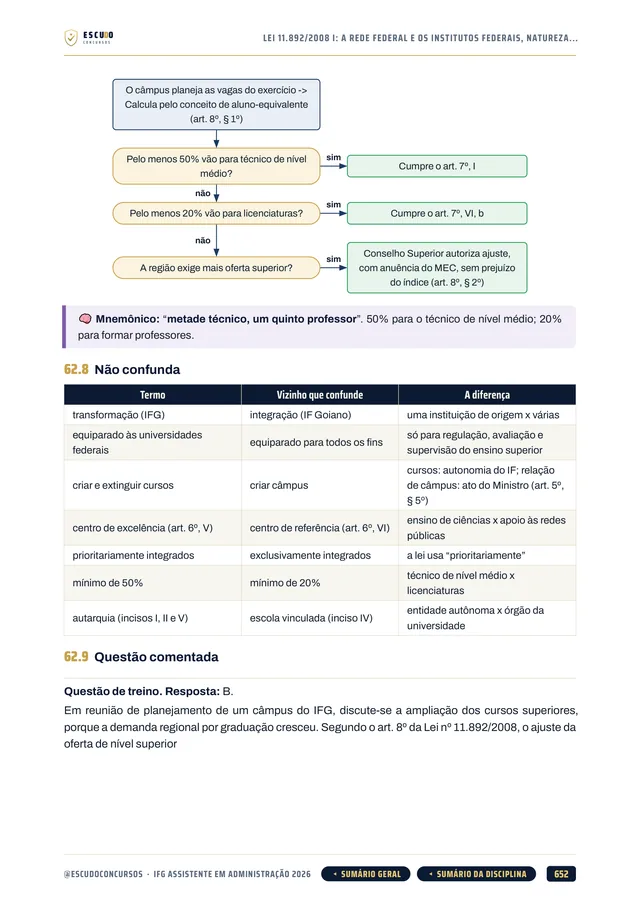 ESCUDO
CONCURSOS
LEI 11.892/2008 I: A REDE FEDERAL E OS INSTITUTOS FEDERAIS, NATUREZA...
O câmpus planeja as vagas do exercício ->
Calcula pelo conceito de aluno-equivalente
(art. 8º, § 1º)
Pelo menos 50% vão para técnico de nível
médio?
sim
Cumpre o art. 7º, I
não
Pelo menos 20% vão para licenciaturas?
sim
Cumpre o art. 7º, VI, b
não
A região exige mais oferta superior?
sim
Conselho Superior autoriza ajuste,
com anuência do MEC, sem prejuízo
do índice (art. 8º, § 2º)
Mnemônico: “metade técnico, um quinto professor”. 50% para o técnico de nível médio; 20%
para formar professores.
62.8 Não confunda
Termo Vizinho que confunde A diferença
transformação (IFG) integração (IF Goiano) uma instituição de origem x várias
equiparado às universidades
federais
equiparado para todos os fins
só para regulação, avaliação e
supervisão do ensino superior
criar e extinguir cursos
criar câmpus
cursos: autonomia do IF; relação
de câmpus: ato do Ministro (art. 5º,
§ 5º)
centro de excelência (art. 6º, V)
centro de referência (art. 6º, VI)
ensino de ciências x apoio às redes
públicas
prioritariamente integrados exclusivamente integrados a lei usa “prioritariamente”
mínimo de 50%
mínimo de 20%
técnico de nível médio x
licenciaturas
autarquia (incisos I, II e V)
escola vinculada (inciso IV)
entidade autônoma x órgão da
universidade
62.9 Questão comentada
Questão de treino. Resposta: B.
Em reunião de planejamento de um câmpus do IFG, discute-se a ampliação dos cursos superiores,
porque a demanda regional por graduação cresceu. Segundo o art. 8º da Lei nº 11.892/2008, o ajuste da
oferta de nível superior
@ESCUDOCONCURSOS · IFG ASSISTENTE EM ADMINISTRAÇÃO 2026
SUMÁRIO GERAL
SUMÁRIO DA DISCIPLINA
652